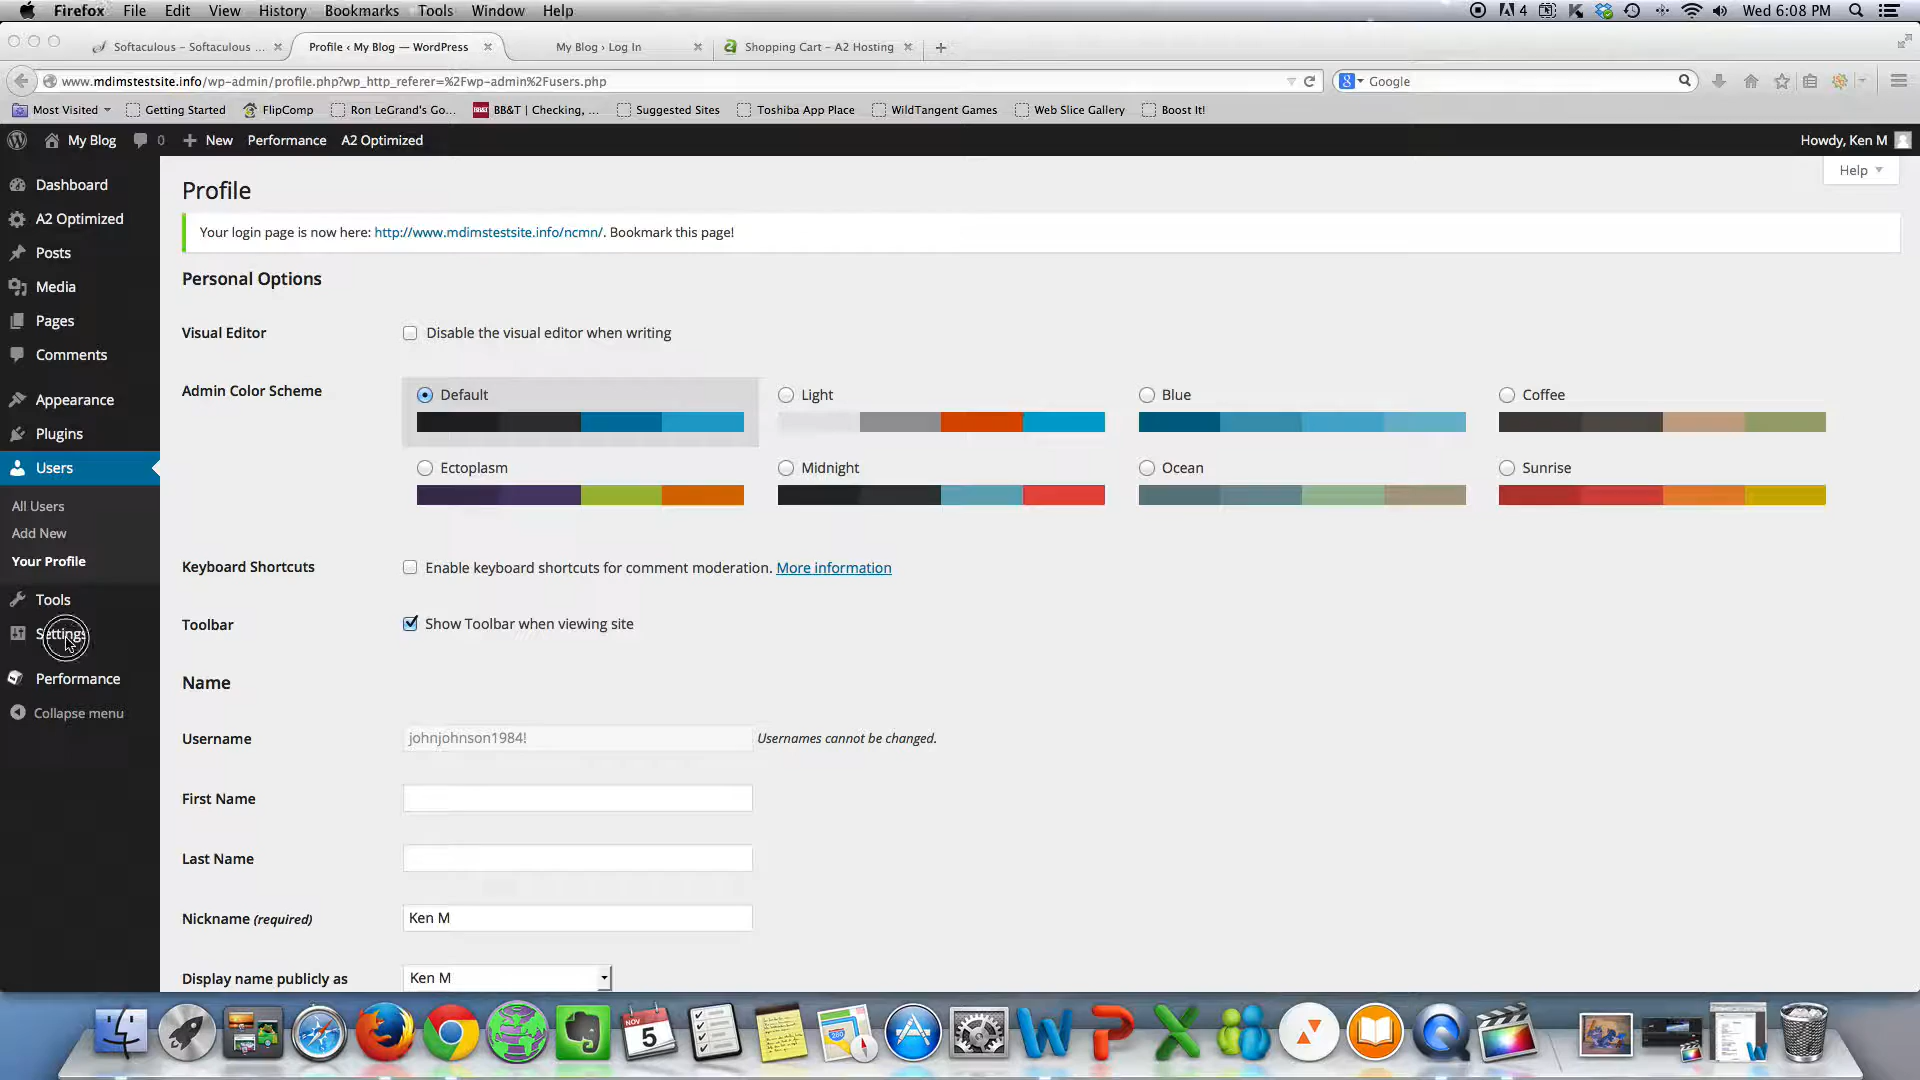 Firefox File Edit View History Bookmarks Tools Window Help 4 Wed 6:08 PM
Softaculous – Softaculous ... Profile ‹ My Blog — WordPress My Blog › Log In Shopping Cart – A2 Hosting
www.mdimstestsite.info/wp-admin/profile.php?wp_http_referer=%2Fwp-admin%2Fusers.php Google
Most Visited Getting Started FlipComp Ron LeGrand's Go... BB&T | Checking, ... Suggested Sites Toshiba App Place WildTangent Games Web Slice Gallery Boost It!
My Blog 0 New Performance A2 Optimized Howdy, Ken M
Help
Dashboard
A2 Optimized
Posts
Media
Pages
Comments
Appearance
Plugins
Users
All Users
Add New
Your Profile
Tools
Settings
Performance
Collapse menu
Profile
Your login page is now here: http://www.mdimstestsite.info/ncmn/. Bookmark this page!
Personal Options
Visual Editor Disable the visual editor when writing
Admin Color Scheme Default Light Blue Coffee
Ectoplasm Midnight Ocean Sunrise
Keyboard Shortcuts Enable keyboard shortcuts for comment moderation. More information
Toolbar Show Toolbar when viewing site
Name
Username johnjohnson1984! Usernames cannot be changed.
First Name
Last Name
Nickname (required) Ken M
Display name publicly as Ken M
NOV
5